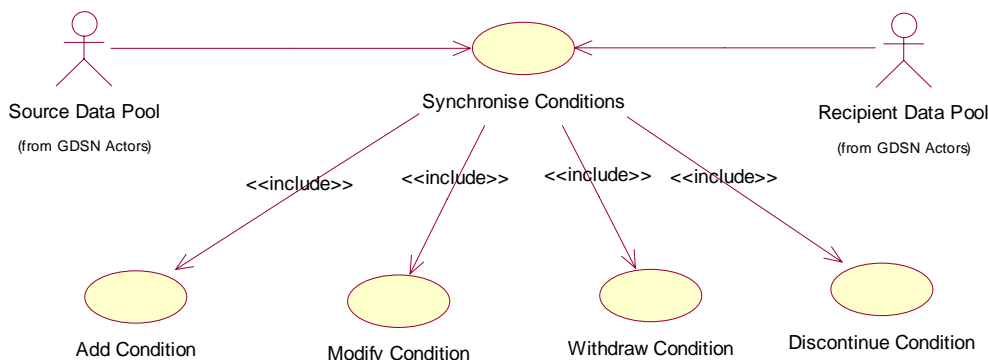 Synchronise Conditions
Source Data Pool
(from GDSN Actors)
Recipient Data Pool
(from GDSN Actors)
<<include>>
<<include>>
<<include>>
<<include>>
Add Condition
Modify Condition
Withdraw Condition
Discontinue Condition